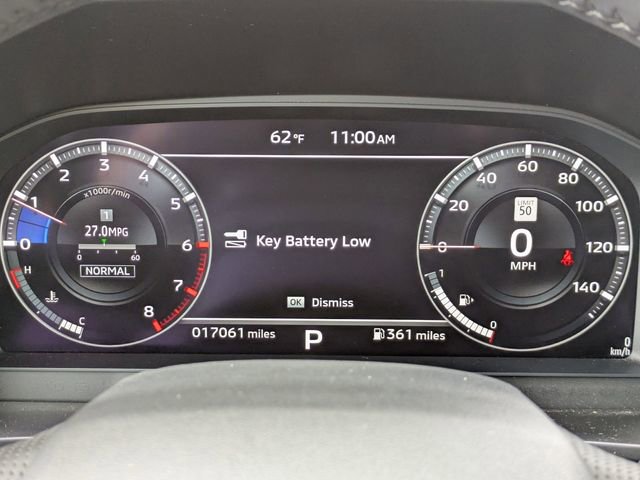 62°F 11:00AM
0 1 2 3 4 5 6 7 8
x1000r/min
1
27.0MPG
0 60
NORMAL
H
C
Key Battery Low
OK Dismiss
0 20 40 60 80 100 120 140
LIMIT
50
0
MPH
1
0
017061 miles P 361 miles
0
km/h